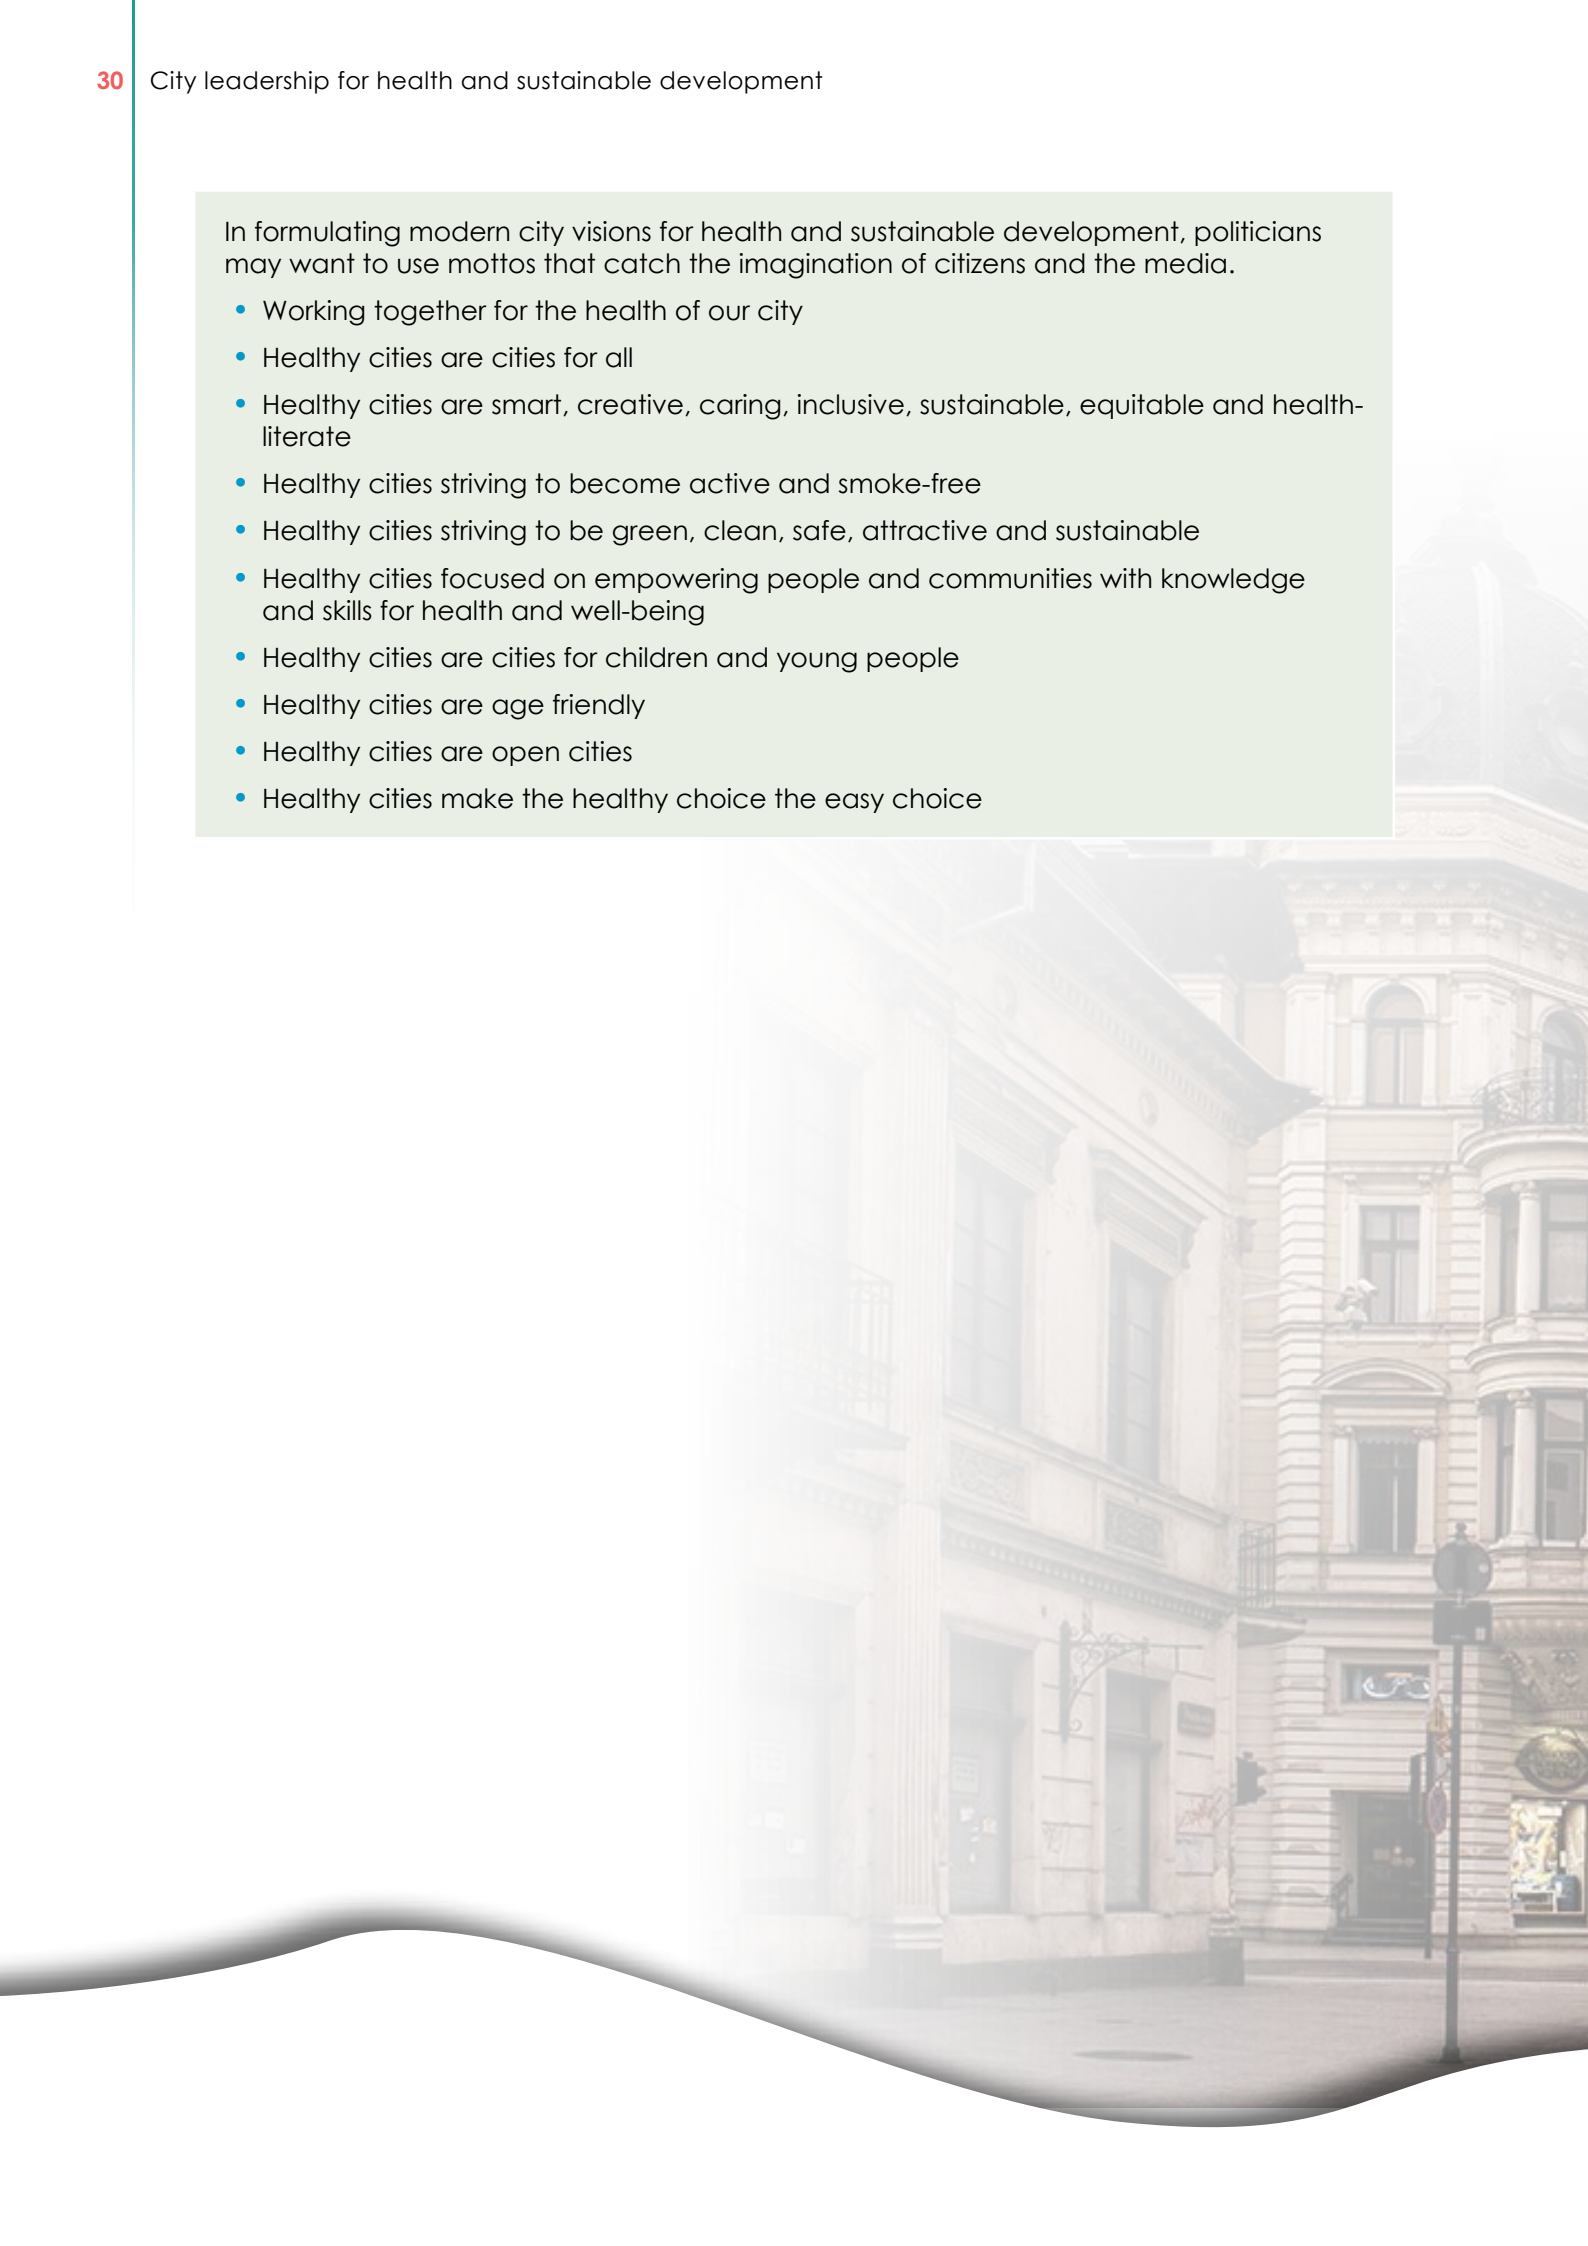 30 City leadership for health and sustainable development
In formulating modern city visions for health and sustainable development, politicians
may want to use mottos that catch the imagination of citizens and the media.
• Working together for the health of our city
• Healthy cities are cities for all
• Healthy cities are smart, creative, caring, inclusive, sustainable, equitable and health-
literate
• Healthy cities striving to become active and smoke-free
• Healthy cities striving to be green, clean, safe, attractive and sustainable
• Healthy cities focused on empowering people and communities with knowledge
and skills for health and well-being
• Healthy cities are cities for children and young people
• Healthy cities are age friendly
• Healthy cities are open cities
• Healthy cities make the healthy choice the easy choice